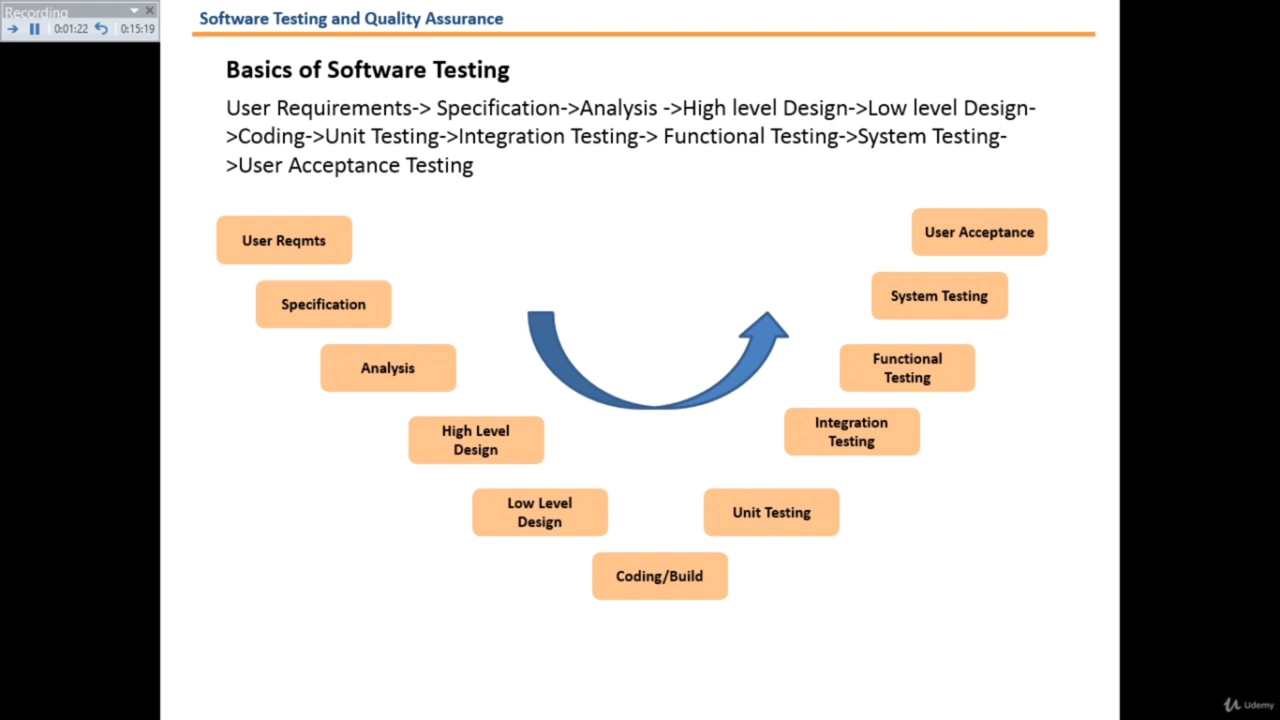 Recording
0:01:22
0:15:19
Software Testing and Quality Assurance
Basics of Software Testing
User Requirements-> Specification->Analysis ->High level Design->Low level Design-
>Coding->Unit Testing->Integration Testing-> Functional Testing->System Testing-
>User Acceptance Testing
User Reqmts
Specification
Analysis
High Level
Design
Low Level
Design
Coding/Build
Unit Testing
Integration
Testing
Functional
Testing
System Testing
User Acceptance
Udemy